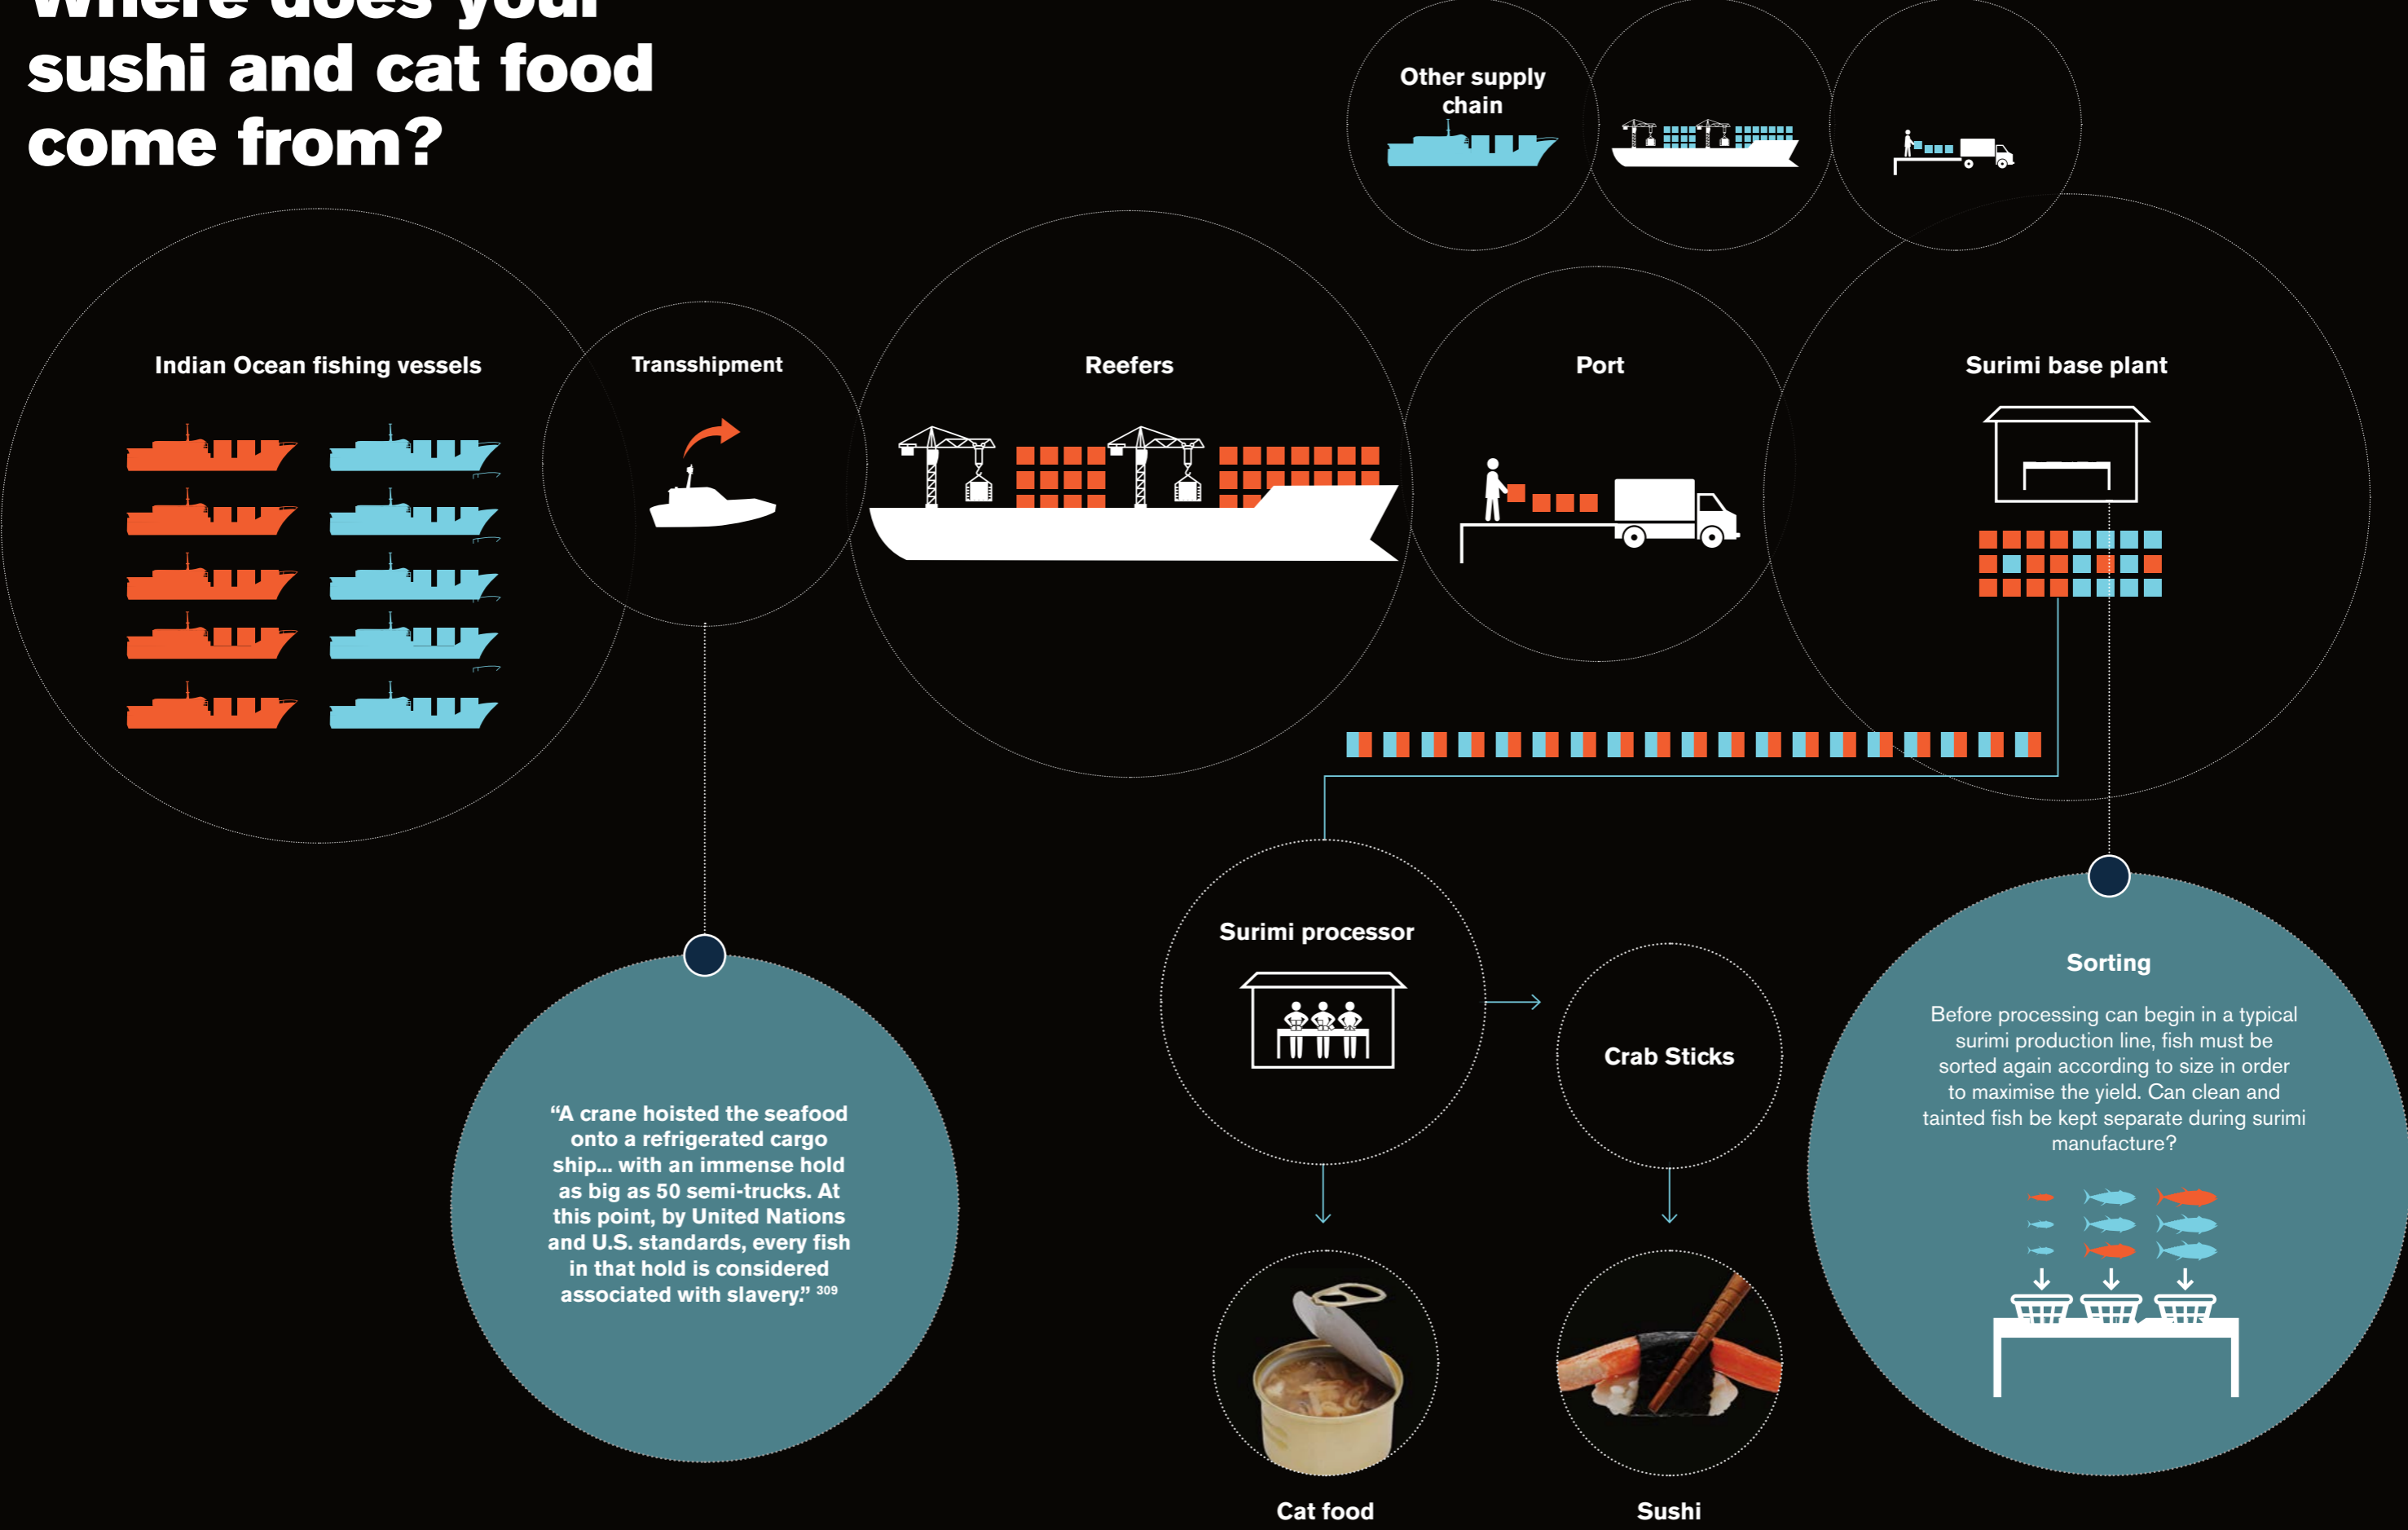 Where does your
sushi and cat food
come from?
Other supply
chain
Indian Ocean fishing vessels
Transshipment
Reefers
Port
Surimi base plant
Surimi processor
Crab Sticks
Sorting
Before processing can begin in a typical
surimi production line, fish must be
sorted again according to size in order
to maximise the yield. Can clean and
tainted fish be kept separate during surimi
manufacture?
“A crane hoisted the seafood
onto a refrigerated cargo
ship... with an immense hold
as big as 50 semi-trucks. At
this point, by United Nations
and U.S. standards, every fish
in that hold is considered
associated with slavery.” 309
Cat food
Sushi